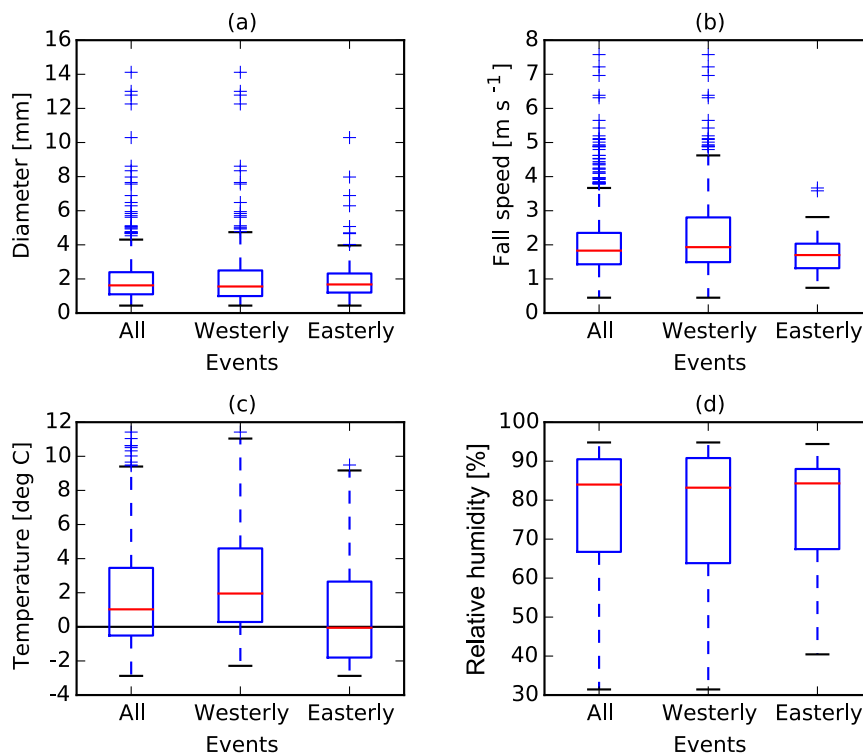 (a)
16
14
12
10
8
6
4
2
0
Diameter [mm]
All Westerly Easterly
Events
(b)
8
7
6
5
4
3
2
1
0
Fall speed [m s -1]
All Westerly Easterly
Events
(c)
12
10
8
6
4
2
0
-2
-4
Temperature [deg C]
All Westerly Easterly
Events
(d)
100
90
80
70
60
50
40
30
Relative humidity [%]
All Westerly Easterly
Events